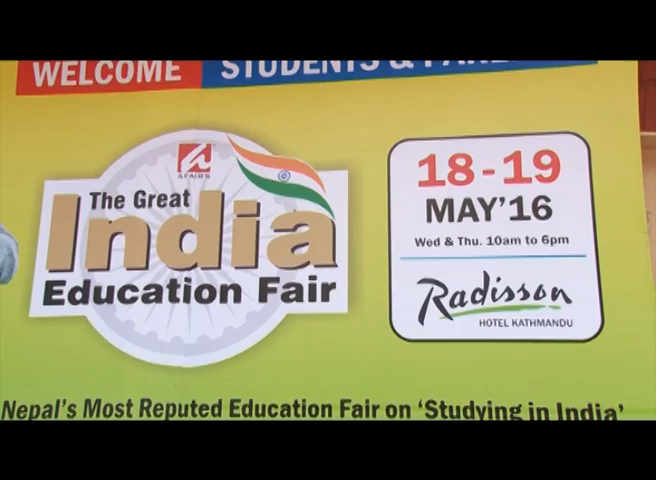 WELCOME STUDENTS &
AFAIRS
The Great
India
Education Fair
18-19
MAY'16
Wed & Thu. 10am to 6pm
Radisson
HOTEL KATHMANDU
Nepal's Most Reputed Education Fair on 'Studying in India'